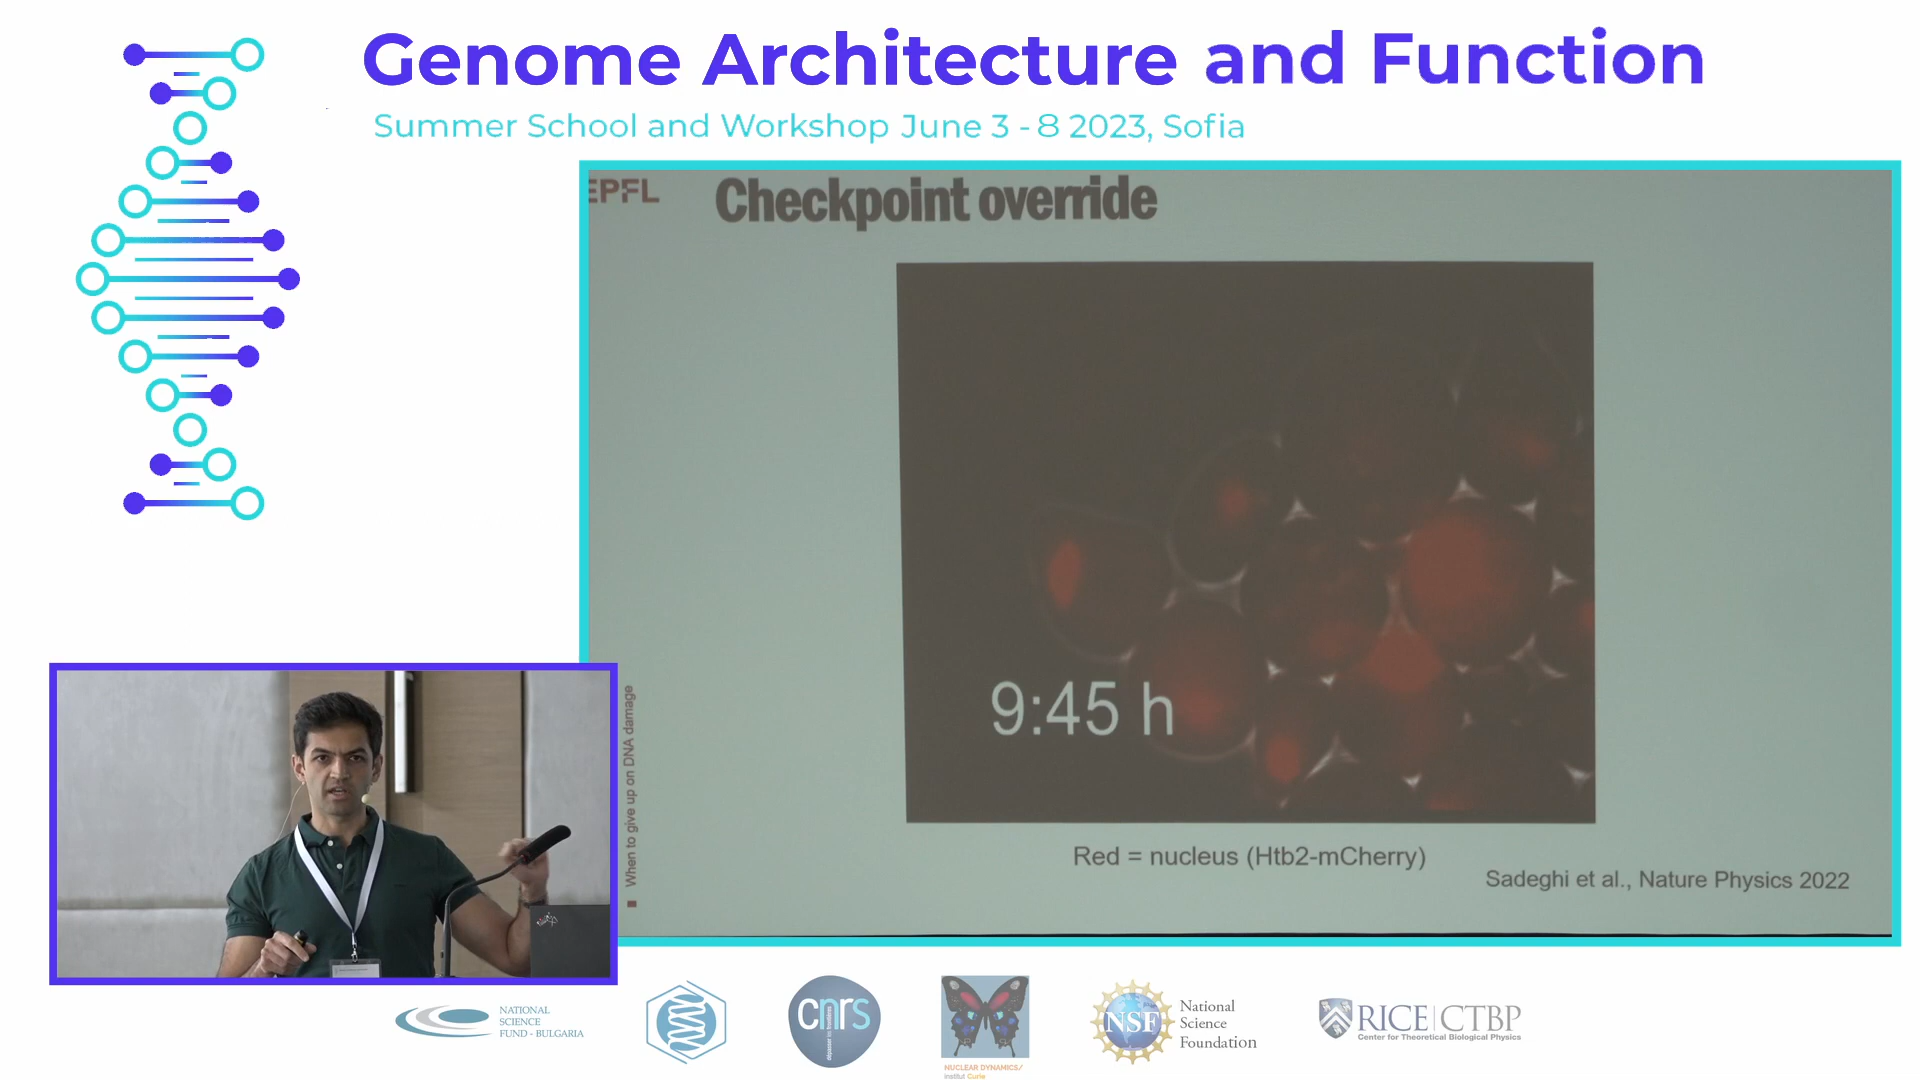 Genome Architecture and Function
Summer School and Workshop June 3 - 8 2023, Sofia
EPFL
Checkpoint override
9:45 h
When to give up on DNA damage
Red = nucleus (Htb2-mCherry)
Sadeghi et al., Nature Physics 2022
NATIONAL
SCIENCE
FUND - BULGARIA
cnrs
NUCLEAR DYNAMICS/
institut Curie
NSF
National
Science
Foundation
RICE CTBP
Center for Theoretical Biological Physics